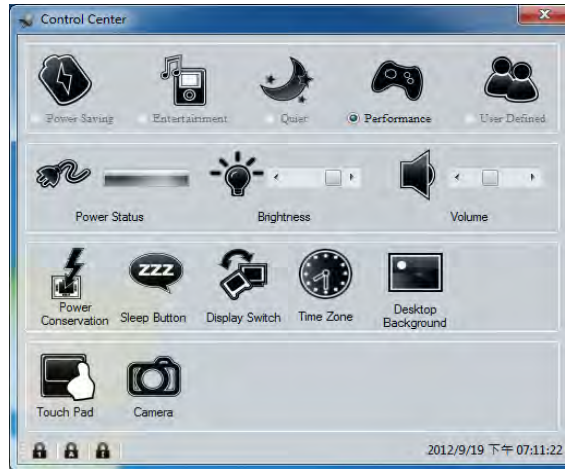 Control Center
Power Saving Entertainment Quiet Performance User Defined
Power Status Brightness Volume
ZZZ
Power Conservation Sleep Button Display Switch Time Zone Desktop Background
Touch Pad Camera
2012/9/19 下午 07:11:22